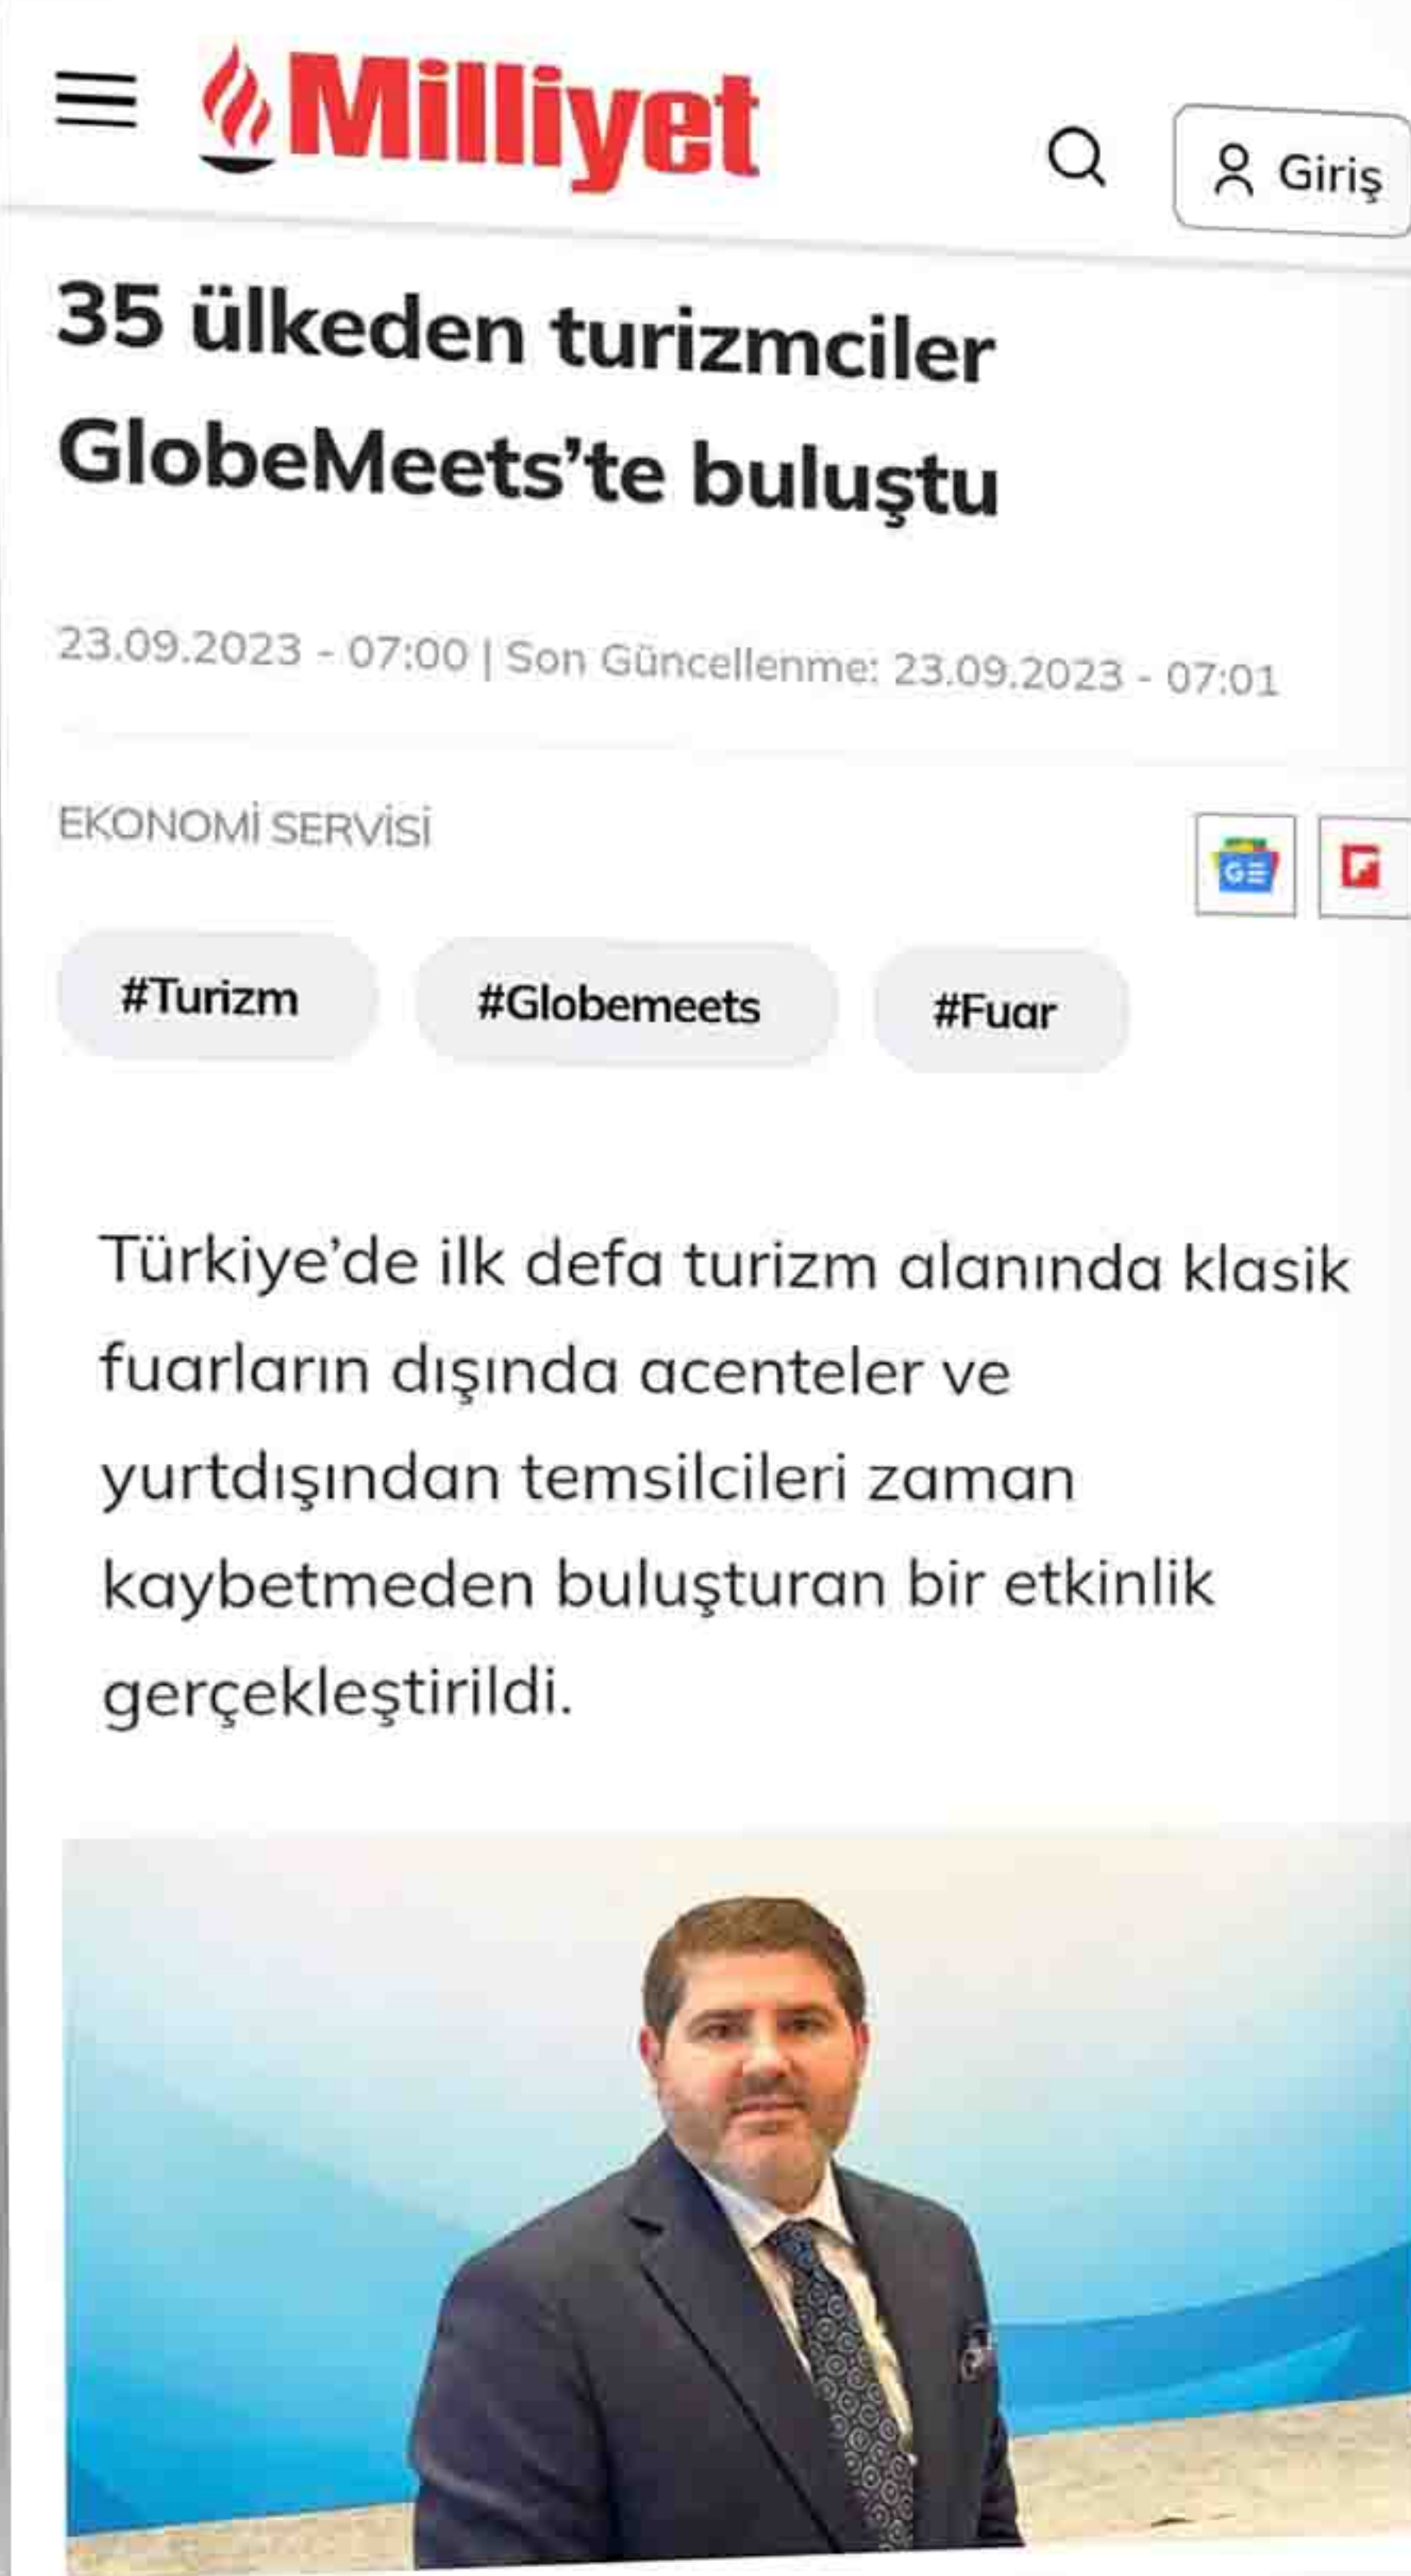 Milliyet
Giriş
35 ülkeden turizmciler
GlobeMeets’te buluştu
23.09.2023 - 07:00 | Son Güncellenme: 23.09.2023 - 07:01
EKONOMİ SERVİSİ
GE
#Turizm
#Globemeets
#Fuar
Türkiye’de ilk defa turizm alanında klasik
fuarların dışında acenteler ve
yurtdışından temsilcileri zaman
kaybetmeden buluşturan bir etkinlik
gerçekleştirildi.